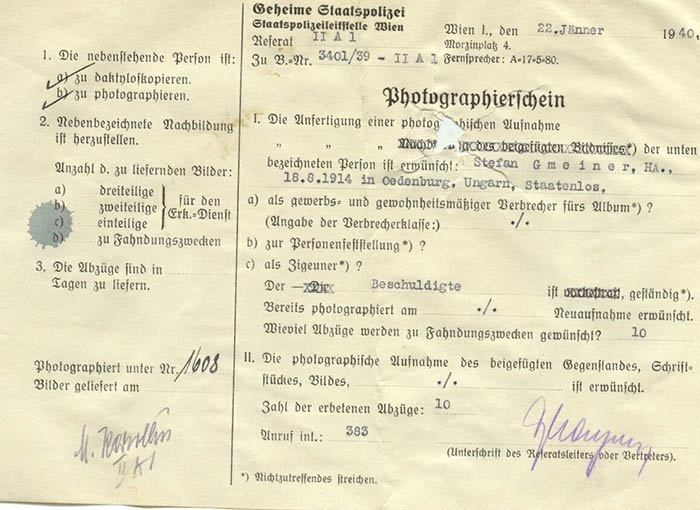 Geheime Staatspolizei
Staatspolizeileitstelle Wien
Referat II A 1
Zu B.-Nr. 3401/39 - II A 1
Wien I., den 22.Jänner 1940.
Morzinplatz 4.
Fernsprecher: A=17=5=80.
1. Die nebenstehende Person ist:
a) zu daktyloskopieren.
b) zu photographieren.
2. Nebenbezeichnete Nachbildung
ist herzustellen.
Anzahl d. zu liefernden Bilder:
a) dreiteilige
b) zweiteilige
c) einteilige
für den
Erk.=Dienst
d) zu Fahndungszwecken
3. Die Abzüge sind in
Tagen zu liefern.
Photographiert unter Nr. 1608
Bilder geliefert am
II A 1
Photographierschein
I. Die Anfertigung einer photographischen Aufnahme
" " " des beigefügten Bildnisses*) der unten
bezeichneten Person ist erwünscht: Stefan Gmeiner, HA.,
18.8.1914 in Oedenburg, Ungarn, Staatenlos,
a) als gewerbs= und gewohnheitsmäßiger Verbrecher fürs Album*) ?
(Angabe der Verbrecherklasse:) ./.
b) zur Personenfeststellung*) ?
c) als Zigeuner*) ?
Der Beschuldigte ist geständig*).
Bereits photographiert am ./. Neuaufnahme erwünscht.
Wieviel Abzüge werden zu Fahndungszwecken gewünscht? 10
II. Die photographische Aufnahme des beigefügten Gegenstandes, Schrift=
stückes, Bildes, ./. ist erwünscht.
Zahl der erbetenen Abzüge: 10
Anruf int.: 383
(Unterschrift des Referatsleiters oder Vertreters).
*) Nichtzutreffendes streichen.